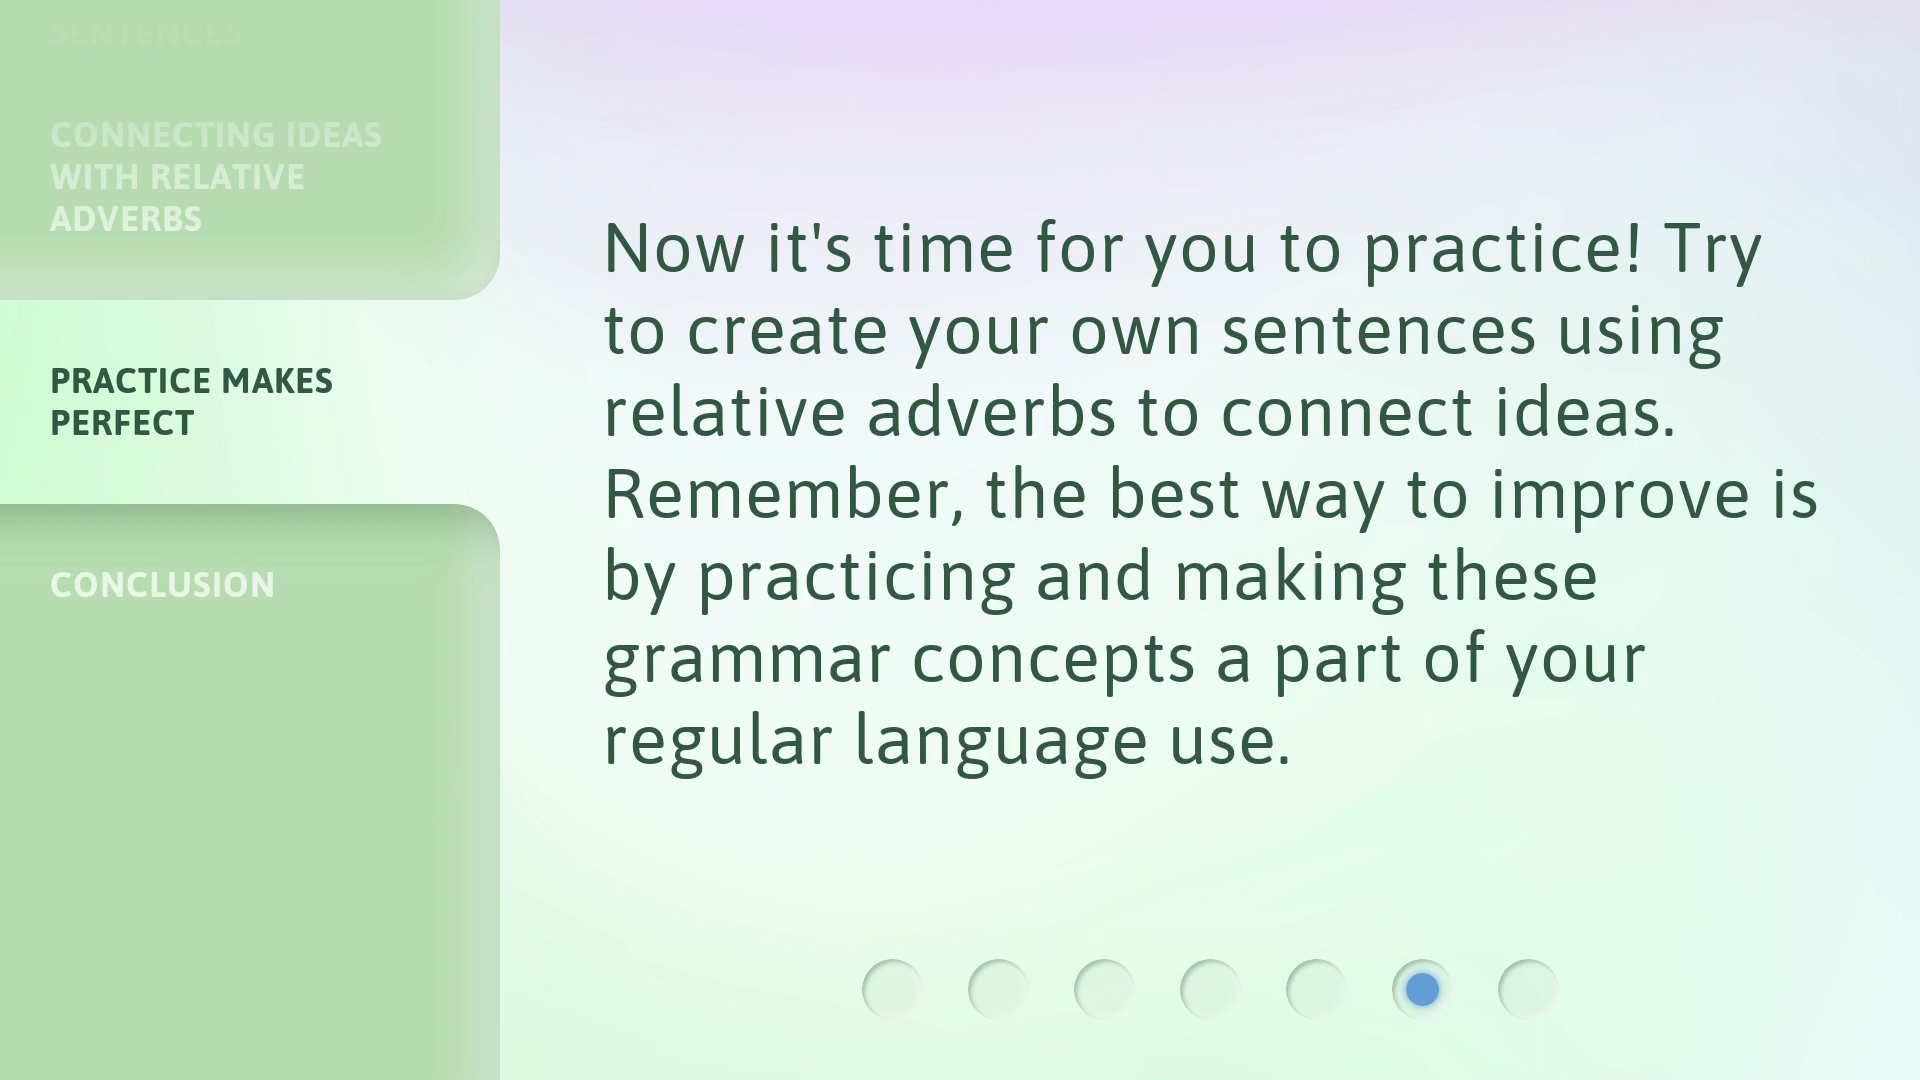 SENTENCES
CONNECTING IDEAS
WITH RELATIVE
ADVERBS
PRACTICE MAKES
PERFECT
CONCLUSION
Now it's time for you to practice! Try
to create your own sentences using
relative adverbs to connect ideas.
Remember, the best way to improve is
by practicing and making these
grammar concepts a part of your
regular language use.